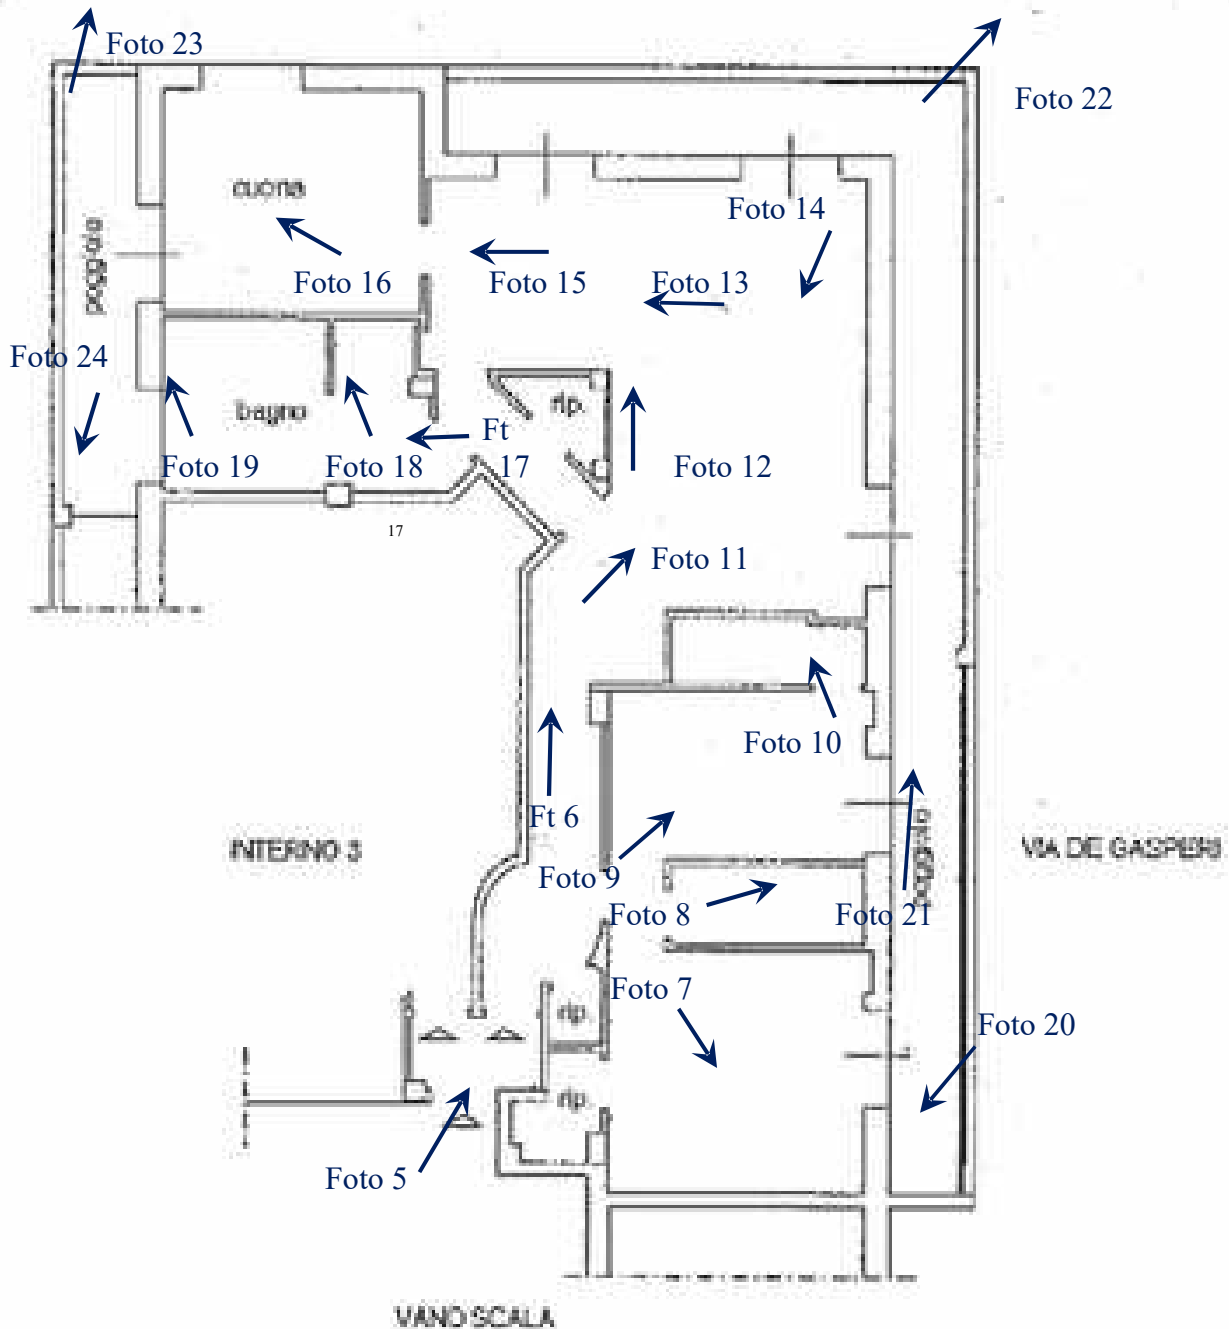 Foto 23
Foto 22
cucina
Foto 14
poggiolo
Foto 16
Foto 15
Foto 13
Foto 24
bagno
rip.
Ft
17
Foto 19
Foto 18
Foto 12
17
Foto 11
Foto 10
Ft 6
INTERNO 3
VIA DE GASPERI
poggiolo
Foto 9
Foto 8
Foto 21
Foto 7
rip.
Foto 20
rip.
Foto 5
VANO SCALA